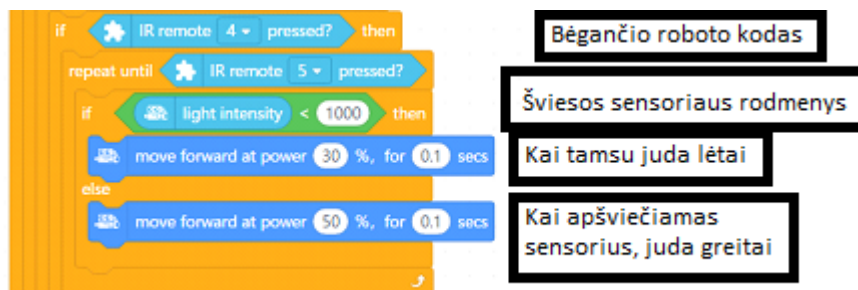 if IR remote 4 pressed? then
Bėgančio roboto kodas
repeat until IR remote 5 pressed?
if light intensity < 1000 then
Šviesos sensoriaus rodmenys
move forward at power 30 %, for 0.1 secs
Kai tamsu juda lėtai
else
move forward at power 50 %, for 0.1 secs
Kai apšviečiamas
sensorius, juda greitai